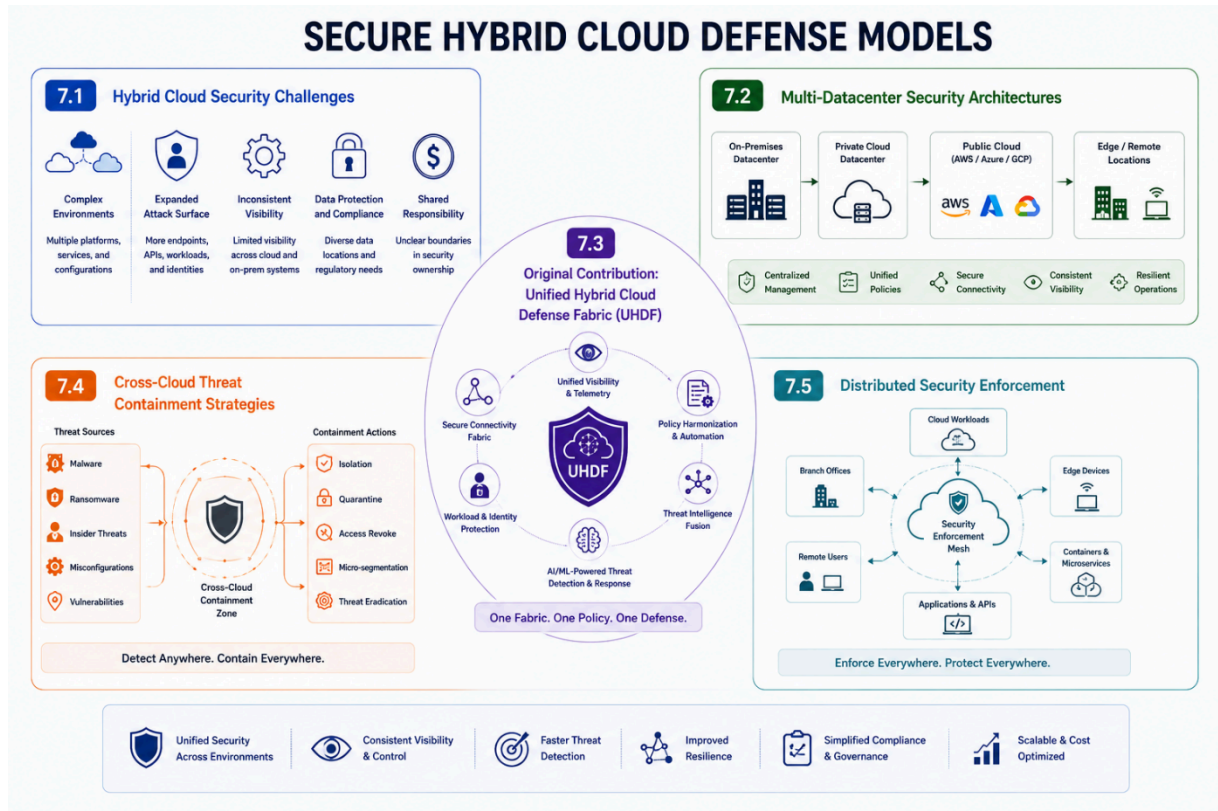 SECURE HYBRID CLOUD DEFENSE MODELS
7.1
Hybrid Cloud Security Challenges
Complex
Environments
Multiple platforms,
services, and
configurations
Expanded
Attack Surface
More endpoints,
APIs, workloads,
and identities
Inconsistent
Visibility
Limited visibility
across cloud and
on-prem systems
Data Protection
and Compliance
Diverse data
locations and
regulatory needs
$
Shared
Responsibility
Unclear boundaries
in security
ownership
7.2
Multi-Datacenter Security Architectures
On-Premises
Datacenter
Private Cloud
Datacenter
Public Cloud
(AWS / Azure / GCP)
aws
Edge / Remote
Locations
Centralized
Management
Unified
Policies
Secure
Connectivity
Consistent
Visibility
Resilient
Operations
7.3
Original Contribution:
Unified Hybrid Cloud
Defense Fabric (UHDF)
Unified Visibility
& Telemetry
Secure Connectivity
Fabric
Policy Harmonization
& Automation
UHDF
Workload & Identity
Protection
Threat Intelligence
Fusion
AI/ML-Powered Threat
Detection & Response
One Fabric. One Policy. One Defense.
7.4
Cross-Cloud Threat
Containment Strategies
Threat Sources
Malware
Ransomware
Insider Threats
Misconfigurations
Vulnerabilities
Cross-Cloud
Containment
Zone
Containment Actions
Isolation
Quarantine
Access Revoke
Micro-segmentation
Threat Eradication
Detect Anywhere. Contain Everywhere.
7.5
Distributed Security Enforcement
Cloud Workloads
Branch Offices
Edge Devices
Security
Enforcement
Mesh
Remote Users
Containers &
Microservices
Applications & APIs
</>
Enforce Everywhere. Protect Everywhere.
Unified Security
Across Environments
Consistent Visibility
& Control
Faster Threat
Detection
Improved
Resilience
Simplified Compliance
& Governance
Scalable & Cost
Optimized